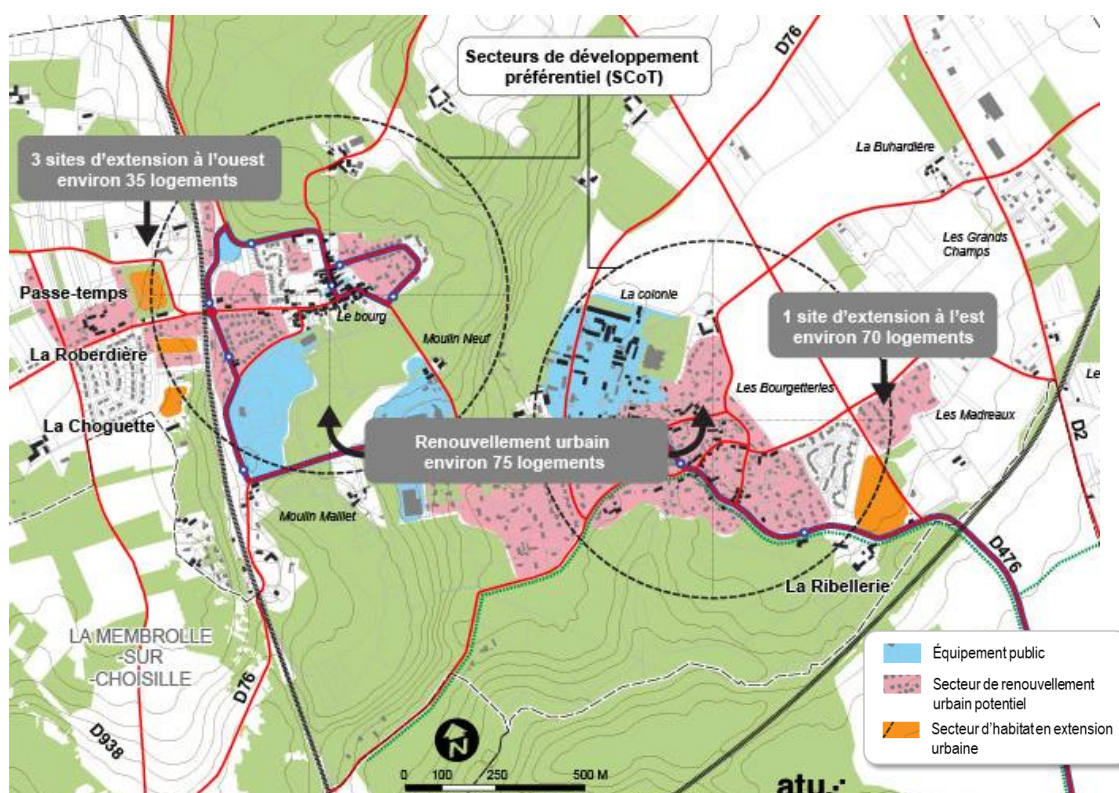 D76
Secteurs de développement
préférentiel (SCoT)
3 sites d'extension à l'ouest
environ 35 logements
La Buhardière
Les Grands
Champs
Passe-temps
La colonie
Le bourg
1 site d'extension à l'est
environ 70 logements
La Roberdière
Moulin Neuf
Le
Les Bourgetteries
La Choguette
Les Madreaux
D2
Renouvellement urbain
environ 75 logements
Moulin Maillet
D476
La Ribellerie
LA MEMBROLLE
-SUR
-CHOISILLE
D76
D938
N
0 100 250 500 M
Équipement public
Secteur de renouvellement
urbain potentiel
Secteur d'habitat en extension
urbaine
atu